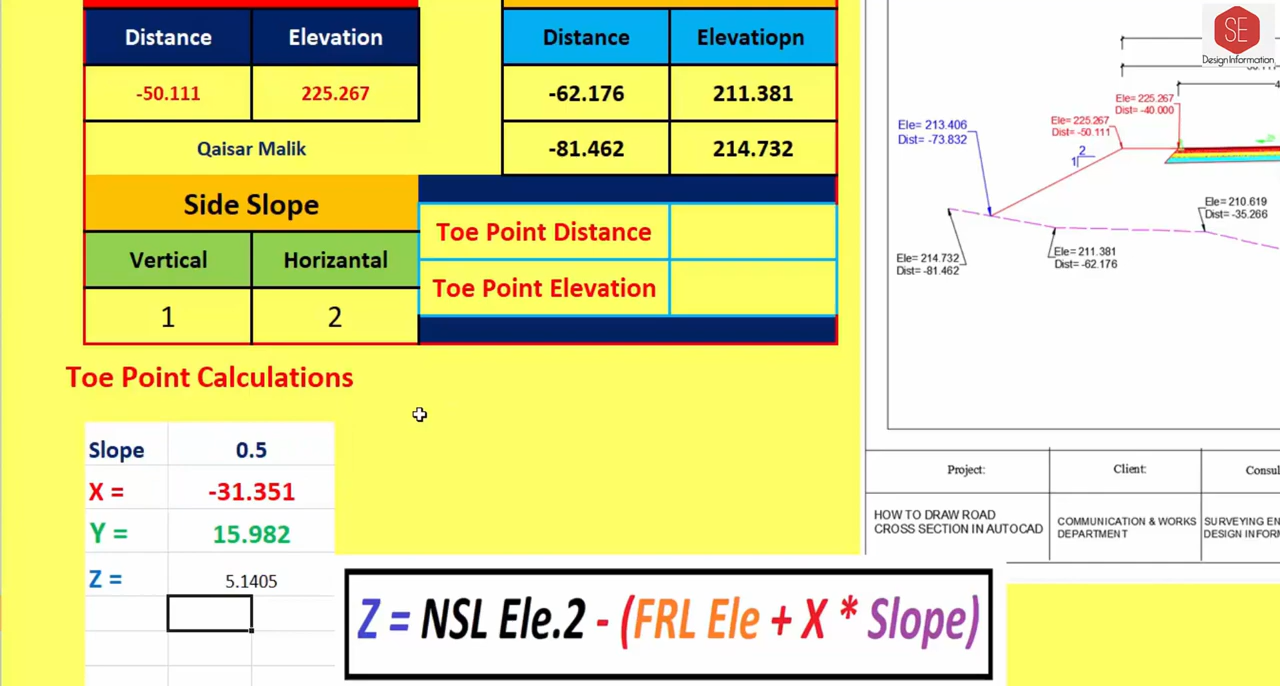 Distance Elevation
-50.111 225.267
Qaisar Malik
Side Slope
Vertical Horizantal
1 2
Distance Elevatiopn
-62.176 211.381
-81.462 214.732
Toe Point Distance
Toe Point Elevation
Toe Point Calculations
Slope 0.5
X = -31.351
Y = 15.982
Z = 5.1405
Z = NSL Ele.2 - (FRL Ele + X * Slope)
SE
Design Information
Ele= 225.267
Dist= -40.000
Ele= 225.267
Dist= -50.111
Ele= 213.406
Dist= -73.832
2
1
Ele= 210.619
Dist= -35.266
Ele= 211.381
Dist= -62.176
Ele= 214.732
Dist= -81.462
Project: Client:
HOW TO DRAW ROAD
CROSS SECTION IN AUTOCAD
COMMUNICATION & WORKS
DEPARTMENT